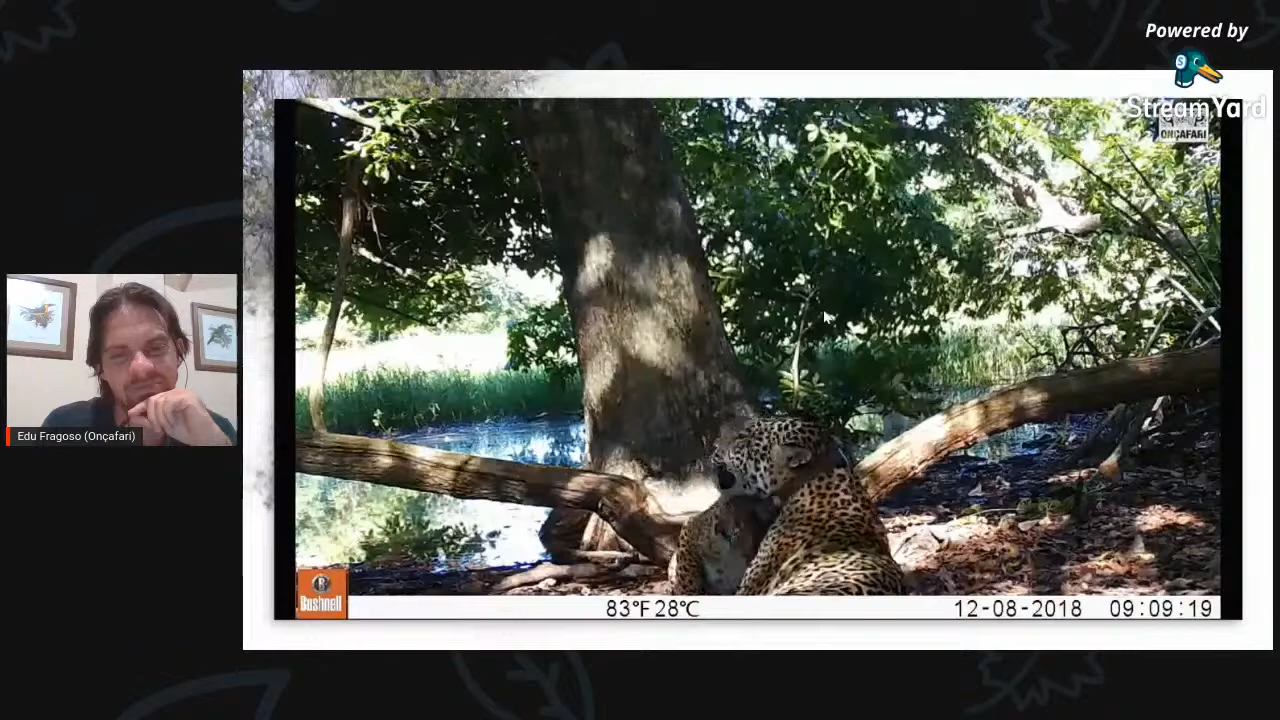 Powered by
StreamYard
ONÇAFARI
Edu Fragoso (Onçafari)
Bushnell
83°F 28°C 12-08-2018 09:09:19